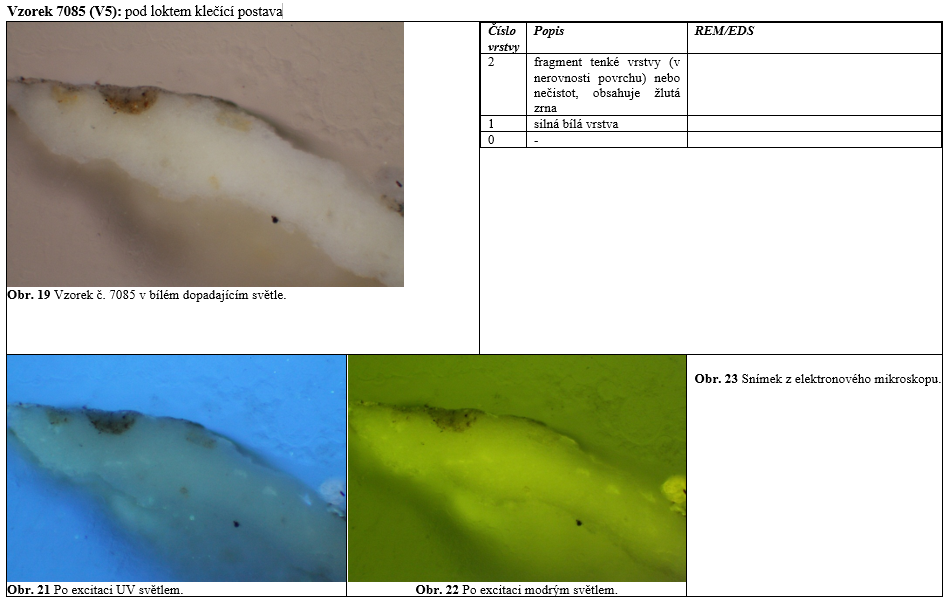 Vzorek 7085 (V5): pod loktem klečící postava
Číslo vrstvy
Popis
REM/EDS
2
fragment tenké vrstvy (v
nerovnosti povrchu) nebo
nečistot, obsahuje žlutá
zrna
1
silná bílá vrstva
0
-
Obr. 19 Vzorek č. 7085 v bílém dopadajícím světle.
Obr. 23 Snímek z elektronového mikroskopu.
Obr. 21 Po excitaci UV světlem.
Obr. 22 Po excitaci modrým světlem.